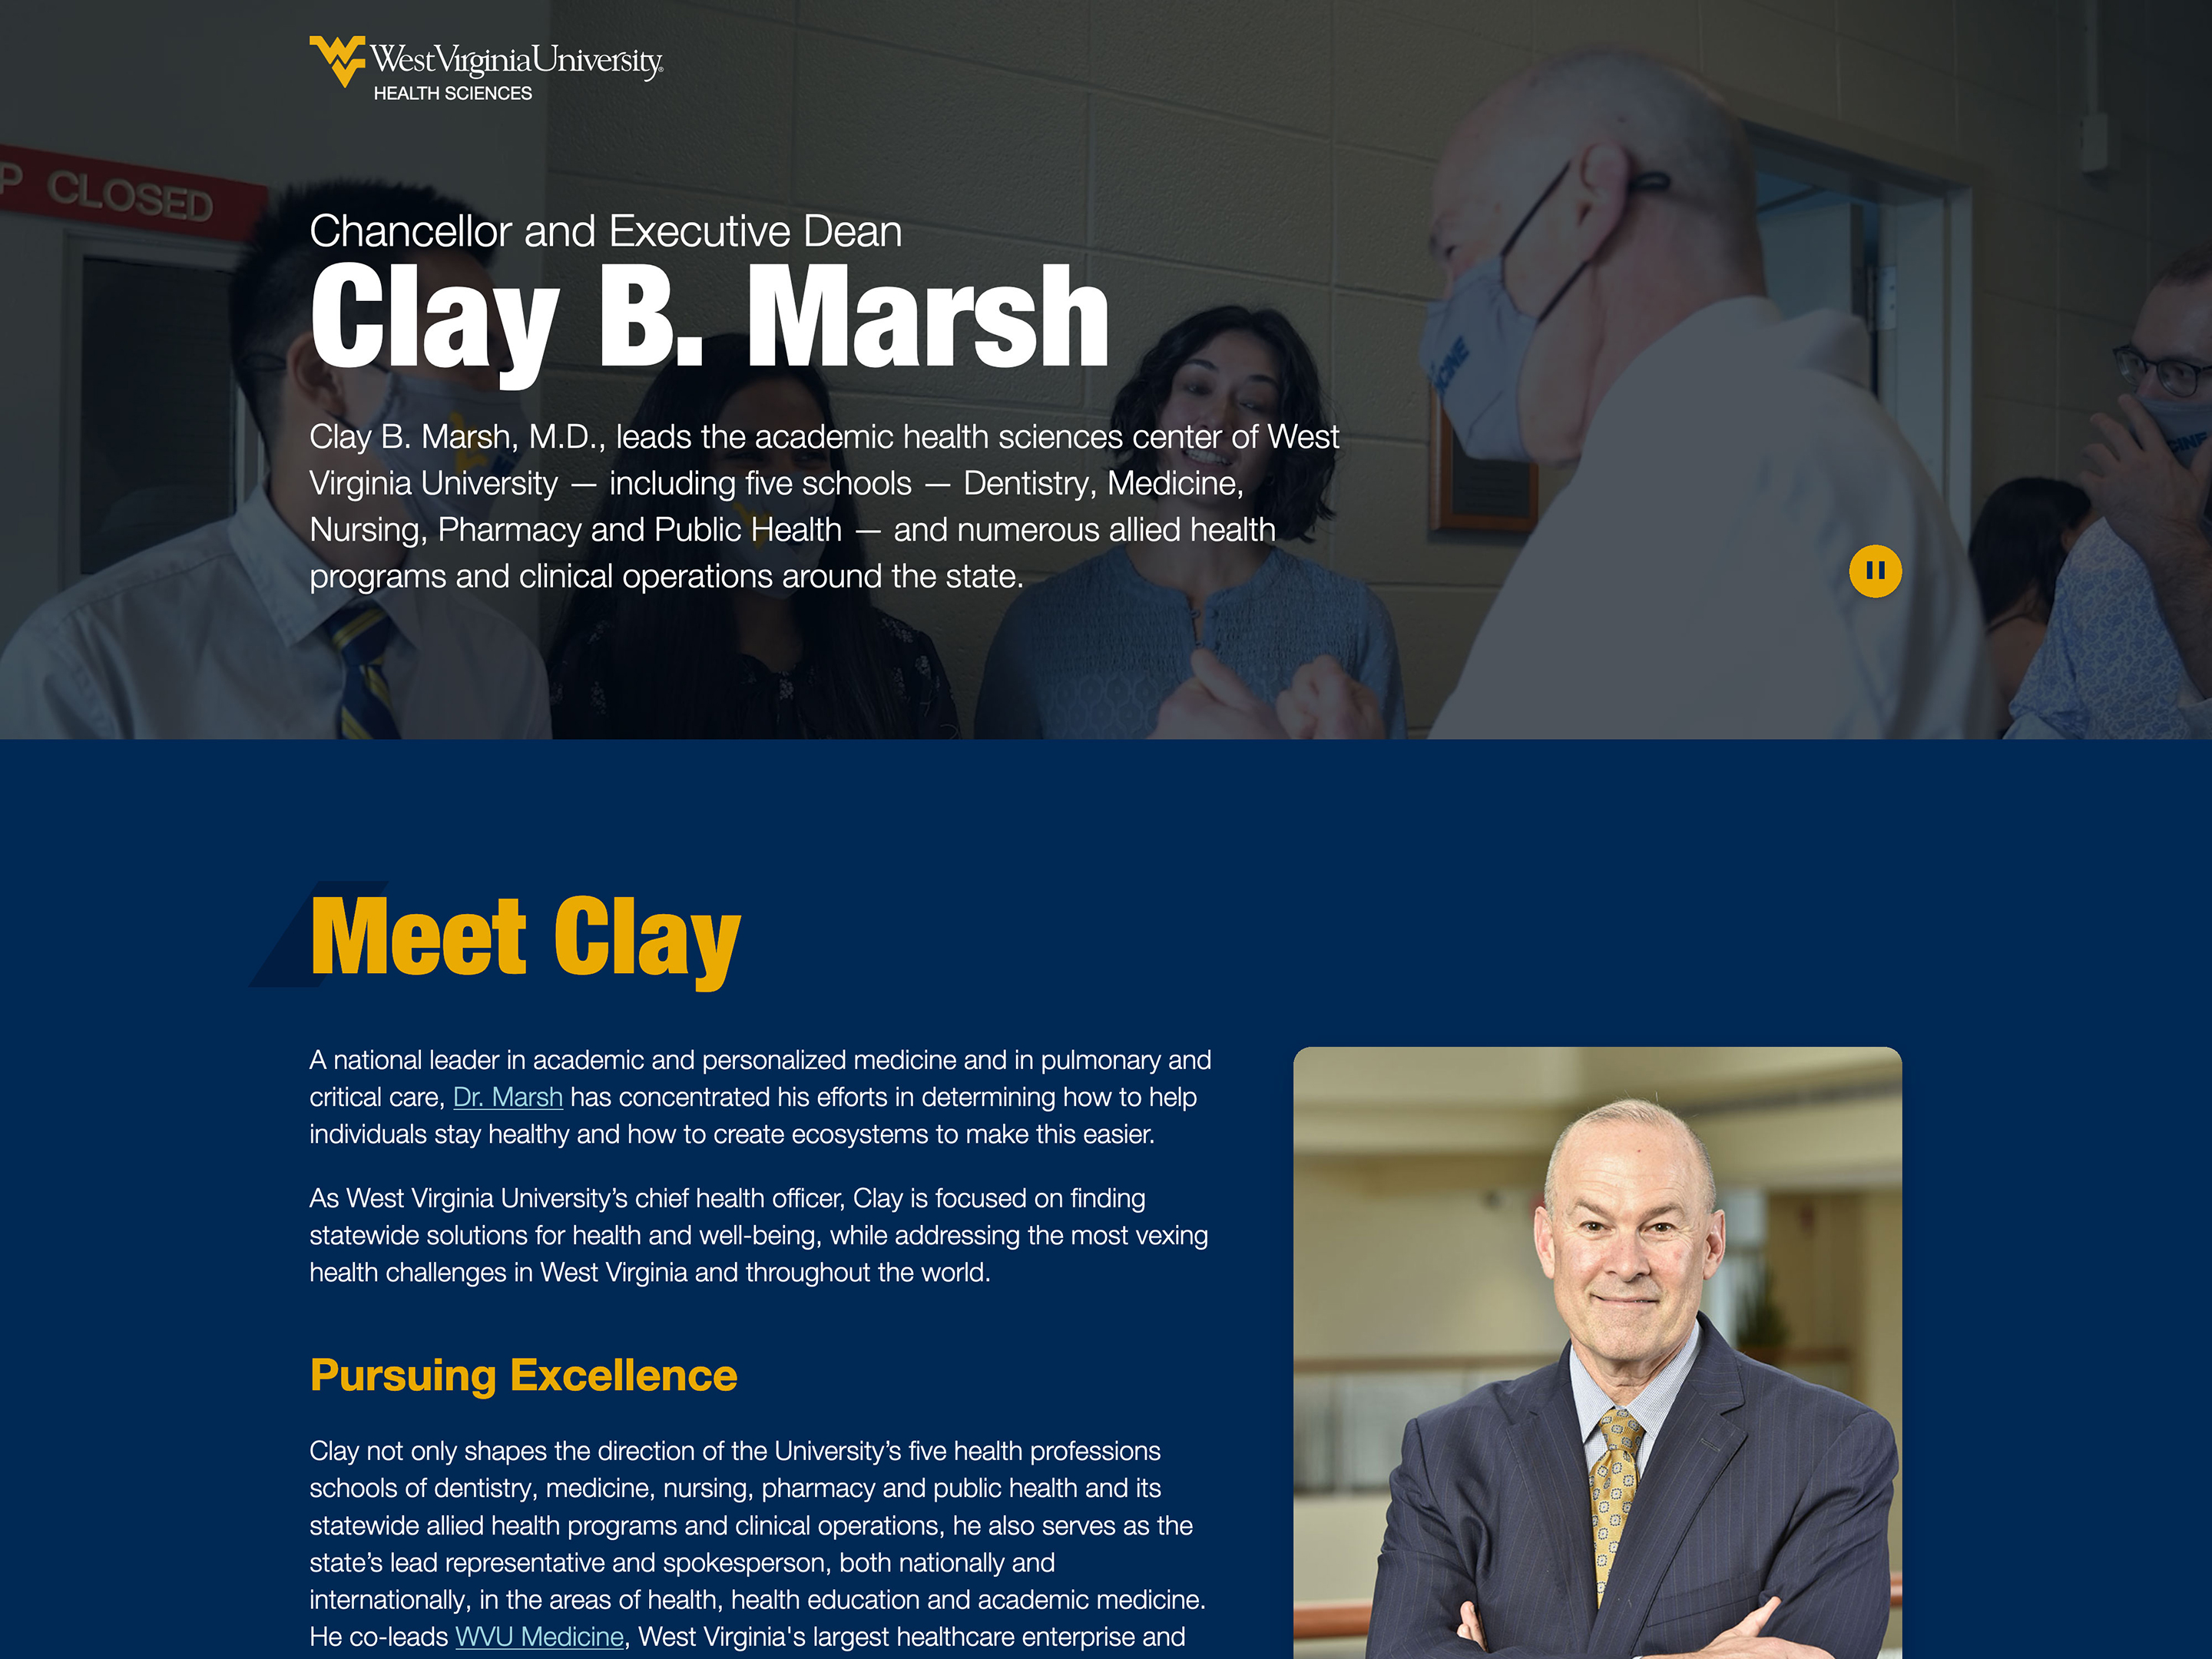 West Virginia University®
HEALTH SCIENCES
P CLOSED
Chancellor and Executive Dean
Clay B. Marsh
Clay B. Marsh, M.D., leads the academic health sciences center of West
Virginia University — including five schools — Dentistry, Medicine,
Nursing, Pharmacy and Public Health — and numerous allied health
programs and clinical operations around the state.
Meet Clay
A national leader in academic and personalized medicine and in pulmonary and
critical care, Dr. Marsh has concentrated his efforts in determining how to help
individuals stay healthy and how to create ecosystems to make this easier.
As West Virginia University’s chief health officer, Clay is focused on finding
statewide solutions for health and well-being, while addressing the most vexing
health challenges in West Virginia and throughout the world.
Pursuing Excellence
Clay not only shapes the direction of the University’s five health professions
schools of dentistry, medicine, nursing, pharmacy and public health and its
statewide allied health programs and clinical operations, he also serves as the
state’s lead representative and spokesperson, both nationally and
internationally, in the areas of health, health education and academic medicine.
He co-leads WVU Medicine, West Virginia's largest healthcare enterprise and